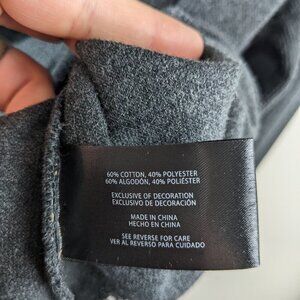 60% COTTON, 40% POLYESTER
60% ALGODÓN, 40% POLIÉSTER
EXCLUSIVE OF DECORATION
EXCLUSIVO DE DECORACIÓN
MADE IN CHINA
HECHO EN CHINA
SEE REVERSE FOR CARE
VER AL REVERSO PARA CUIDADO